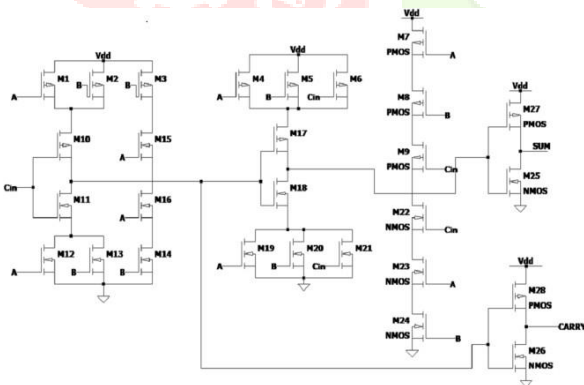 Vdd
Vdd
Vdd
Vdd
Vdd
M1
M2
M3
A
B
B
M4
M5
M6
A
B
Cin
M7
PMOS
A
M8
PMOS
B
M9
PMOS
Cin
M27
PMOS
SUM
M25
NMOS
M10
M15
A
M17
Cin
M11
M16
A
M18
M22
NMOS
Cin
M12
M13
M14
A
B
B
M19
M20
M21
A
B
Cin
M23
NMOS
A
M24
NMOS
B
M28
PMOS
CARRY
M26
NMOS